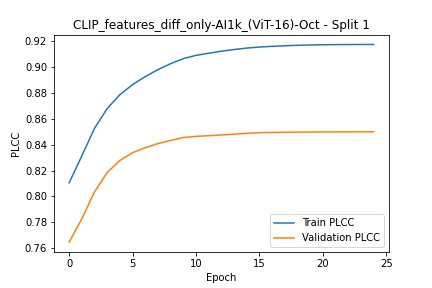 CLIP_features_diff_only-AI1k_(ViT-16)-Oct - Split 1
0.92
0.90
0.88
0.86
0.84
0.82
0.80
0.78
0.76
PLCC
Train PLCC
Validation PLCC
0 5 10 15 20 25
Epoch